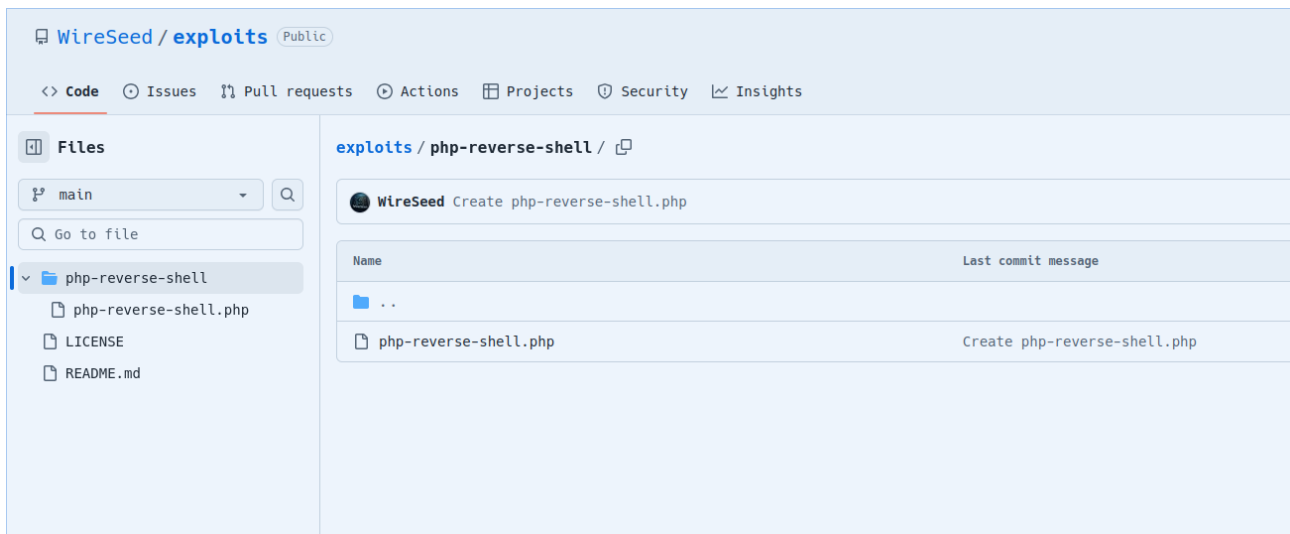 WireSeed / exploits Public
Code Issues Pull requests Actions Projects Security Insights
Files
main
Go to file
php-reverse-shell
php-reverse-shell.php
LICENSE
README.md
exploits / php-reverse-shell /
WireSeed Create php-reverse-shell.php
Name Last commit message
..
php-reverse-shell.php Create php-reverse-shell.php